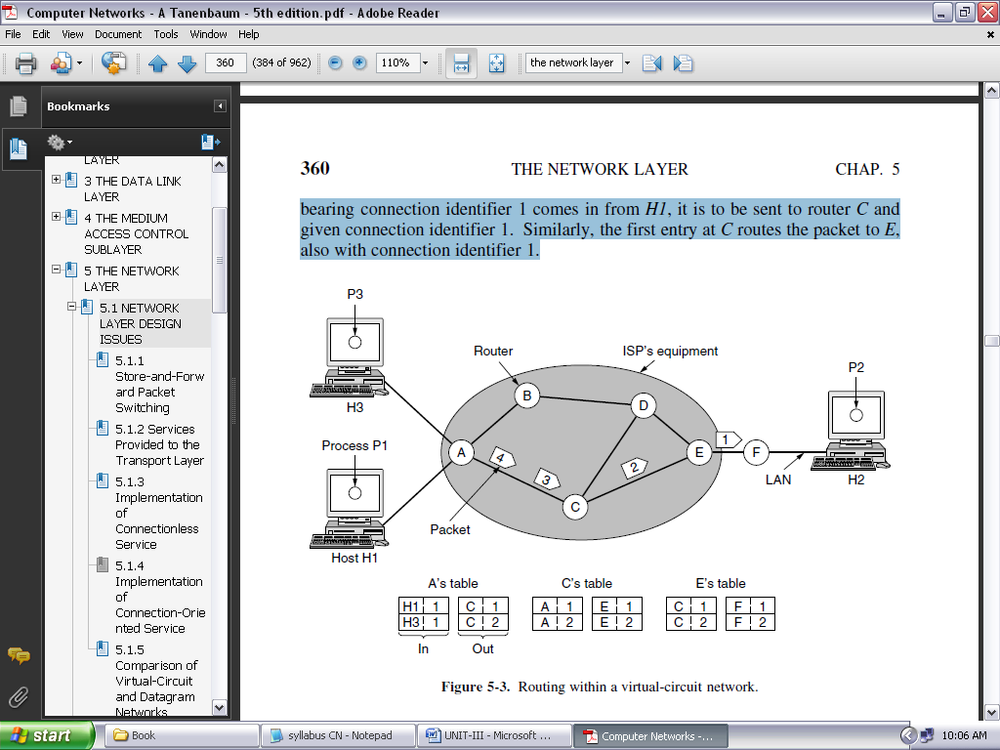 Computer Networks - A Tanenbaum - 5th edition.pdf - Adobe Reader
File Edit View Document Tools Window Help
360 (384 of 962) 110% the network layer
Bookmarks
LAYER
3 THE DATA LINK
LAYER
4 THE MEDIUM
ACCESS CONTROL
SUBLAYER
5 THE NETWORK
LAYER
5.1 NETWORK
LAYER DESIGN
ISSUES
5.1.1
Store-and-Forw
ard Packet
Switching
5.1.2 Services
Provided to the
Transport Layer
5.1.3
Implementation
of
Connectionless
Service
5.1.4
Implementation
of
Connection-Orie
nted Service
5.1.5
Comparison of
Virtual-Circuit
and Datagram
Networks
360 THE NETWORK LAYER CHAP. 5
bearing connection identifier 1 comes in from H1, it is to be sent to router C and
given connection identifier 1. Similarly, the first entry at C routes the packet to E,
also with connection identifier 1.
P3
Router
ISP's equipment
P2
B
D
H3
Process P1
A
4
3
2
E
1
F
LAN
H2
C
Packet
Host H1
A's table C's table E's table
H1 1 C 1 A 1 E 1 C 1 F 1
H3 1 C 2 A 2 E 2 C 2 F 2
In Out
Figure 5-3. Routing within a virtual-circuit network.
start Book syllabus CN - Notepad UNIT-III - Microsoft ... Computer Networks -... 10:06 AM